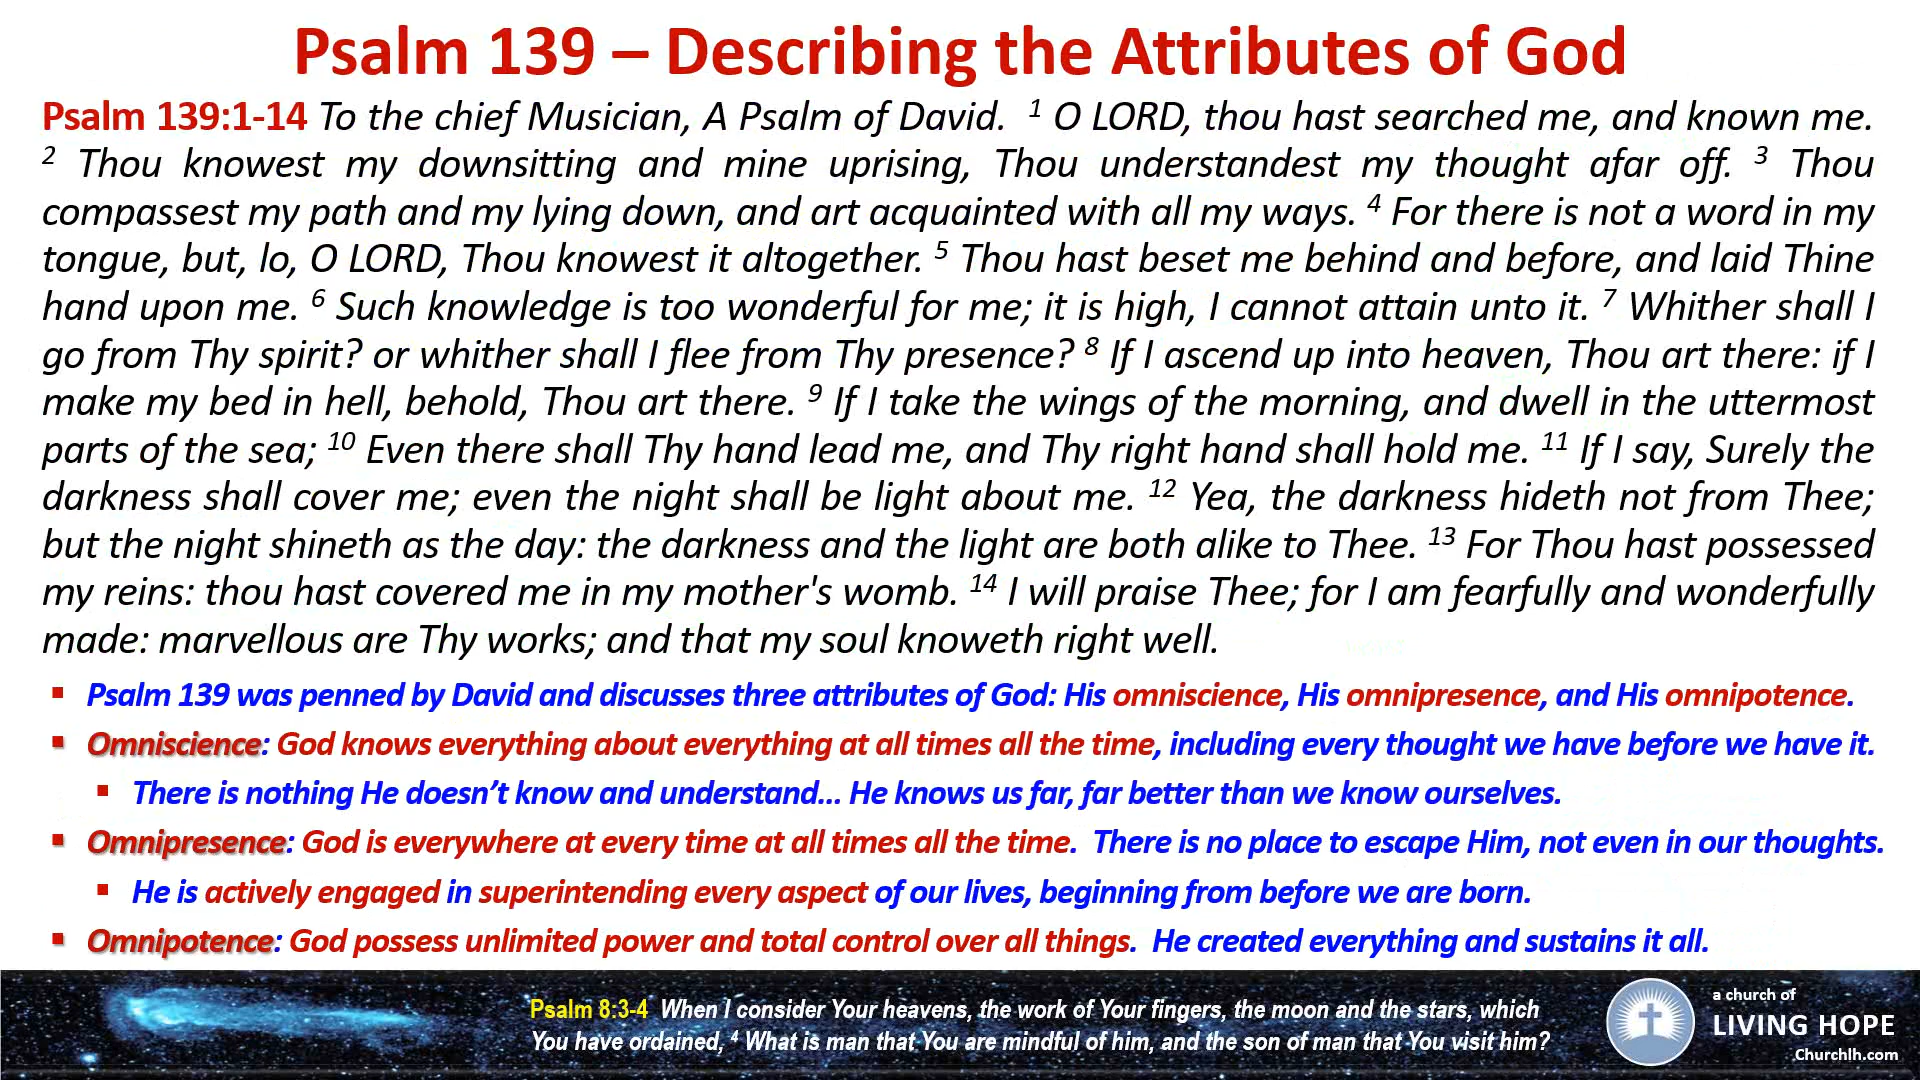 Psalm 139 – Describing the Attributes of God
Psalm 139:1-14 To the chief Musician, A Psalm of David. 1 O LORD, thou hast searched me, and known me.
2 Thou knowest my downsitting and mine uprising, Thou understandest my thought afar off. 3 Thou
compassest my path and my lying down, and art acquainted with all my ways. 4 For there is not a word in my
tongue, but, lo, O LORD, Thou knowest it altogether. 5 Thou hast beset me behind and before, and laid Thine
hand upon me. 6 Such knowledge is too wonderful for me; it is high, I cannot attain unto it. 7 Whither shall I
go from Thy spirit? or whither shall I flee from Thy presence? 8 If I ascend up into heaven, Thou art there: if I
make my bed in hell, behold, Thou art there. 9 If I take the wings of the morning, and dwell in the uttermost
parts of the sea; 10 Even there shall Thy hand lead me, and Thy right hand shall hold me. 11 If I say, Surely the
darkness shall cover me; even the night shall be light about me. 12 Yea, the darkness hideth not from Thee;
but the night shineth as the day: the darkness and the light are both alike to Thee. 13 For Thou hast possessed
my reins: thou hast covered me in my mother's womb. 14 I will praise Thee; for I am fearfully and wonderfully
made: marvellous are Thy works; and that my soul knoweth right well.
▪ Psalm 139 was penned by David and discusses three attributes of God: His omniscience, His omnipresence, and His omnipotence.
▪ Omniscience: God knows everything about everything at all times all the time, including every thought we have before we have it.
▪ There is nothing He doesn’t know and understand... He knows us far, far better than we know ourselves.
▪ Omnipresence: God is everywhere at every time at all times all the time. There is no place to escape Him, not even in our thoughts.
▪ He is actively engaged in superintending every aspect of our lives, beginning from before we are born.
▪ Omnipotence: God possess unlimited power and total control over all things. He created everything and sustains it all.
Psalm 8:3-4 When I consider Your heavens, the work of Your fingers, the moon and the stars, which
You have ordained, 4 What is man that You are mindful of him, and the son of man that You visit him?
a church of
LIVING HOPE
Churchlh.com